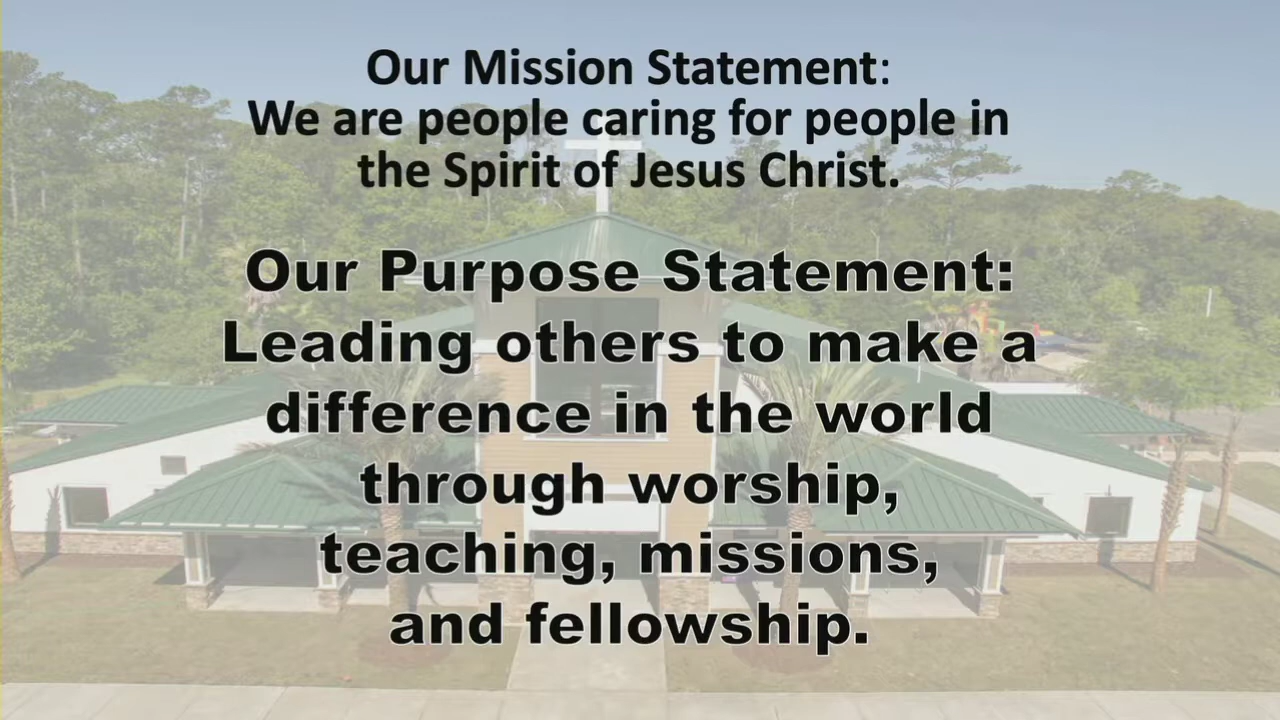 Our Mission Statement:
We are people caring for people in
the Spirit of Jesus Christ.
Our Purpose Statement:
Leading others to make a
difference in the world
through worship,
teaching, missions,
and fellowship.